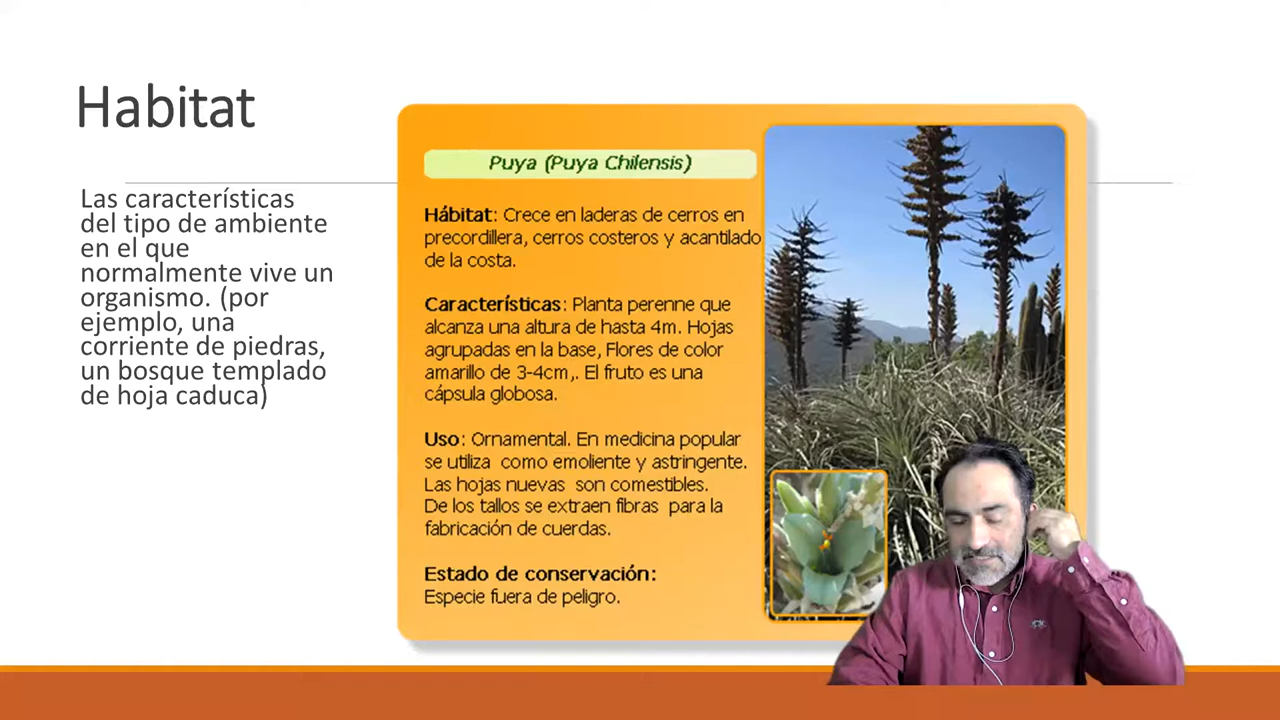 Habitat
Las características
del tipo de ambiente
en el que
normalmente vive un
organismo. (por
ejemplo, una
corriente de piedras,
un bosque templado
de hoja caduca)
Puya (Puya Chilensis)
Hábitat: Crece en laderas de cerros en
precordillera, cerros costeros y acantilado
de la costa.
Características: Planta perenne que
alcanza una altura de hasta 4m. Hojas
agrupadas en la base, Flores de color
amarillo de 3-4cm,. El fruto es una
cápsula globosa.
Uso: Ornamental. En medicina popular
se utiliza como emoliente y astringente.
Las hojas nuevas son comestibles.
De los tallos se extraen fibras para la
fabricación de cuerdas.
Estado de conservación:
Especie fuera de peligro.